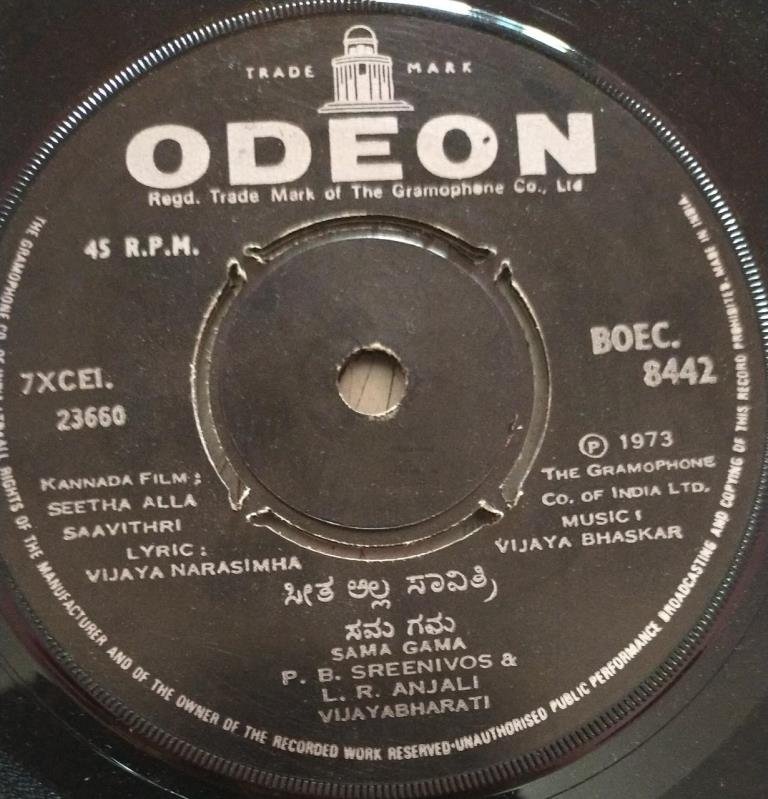 TRADE MARK
ODEON
Regd. Trade Mark of The Gramophone Co., Ltd
45 R.P.M.
BOEC.
8442
7XCEI.
23660
℗ 1973
THE GRAMOPHONE
CO. OF INDIA LTD.
MUSIC:
VIJAYA BHASKAR
KANNADA FILM:
SEETHA ALLA
SAAVITHRI
LYRIC:
VIJAYA NARASIMHA
ಸೀತ ಅಲ್ಲ ಸಾವಿತ್ರಿ
ಸಮ ಗಮ
SAMA GAMA
P. B. SREENIVOS &
L. R. ANJALI
VIJAYABHARATI
THE GRAMOPHONE CO. OF INDIA ALL RIGHTS OF THE MANUFACTURER AND OF THE OWNER OF THE RECORDED WORK RESERVED·UNAUTHORISED PUBLIC PERFORMANCE BROADCASTING AND COPYING OF THIS RECORD PROHIBITED. MADE IN INDIA.